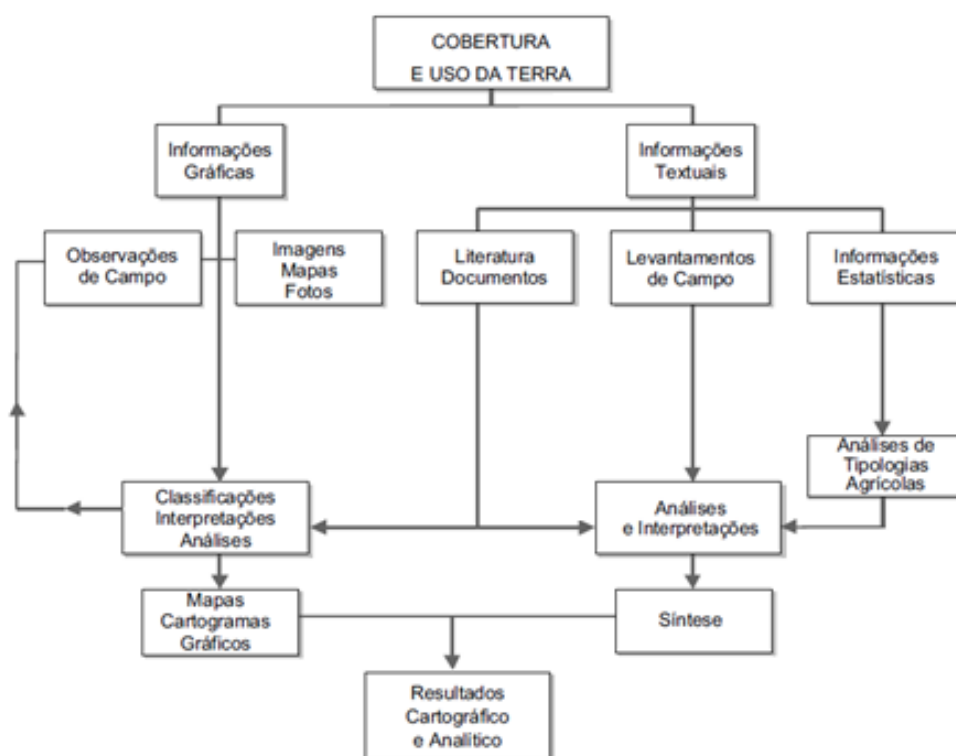 COBERTURA
E USO DA TERRA
Informações
Gráficas
Informações
Textuais
Observações
de Campo
Imagens
Mapas
Fotos
Literatura
Documentos
Levantamentos
de Campo
Informações
Estatísticas
Análises de
Tipologias
Agrícolas
Classificações
Interpretações
Análises
Análises
e Interpretações
Mapas
Cartogramas
Gráficos
Síntese
Resultados
Cartográfico
e Analítico